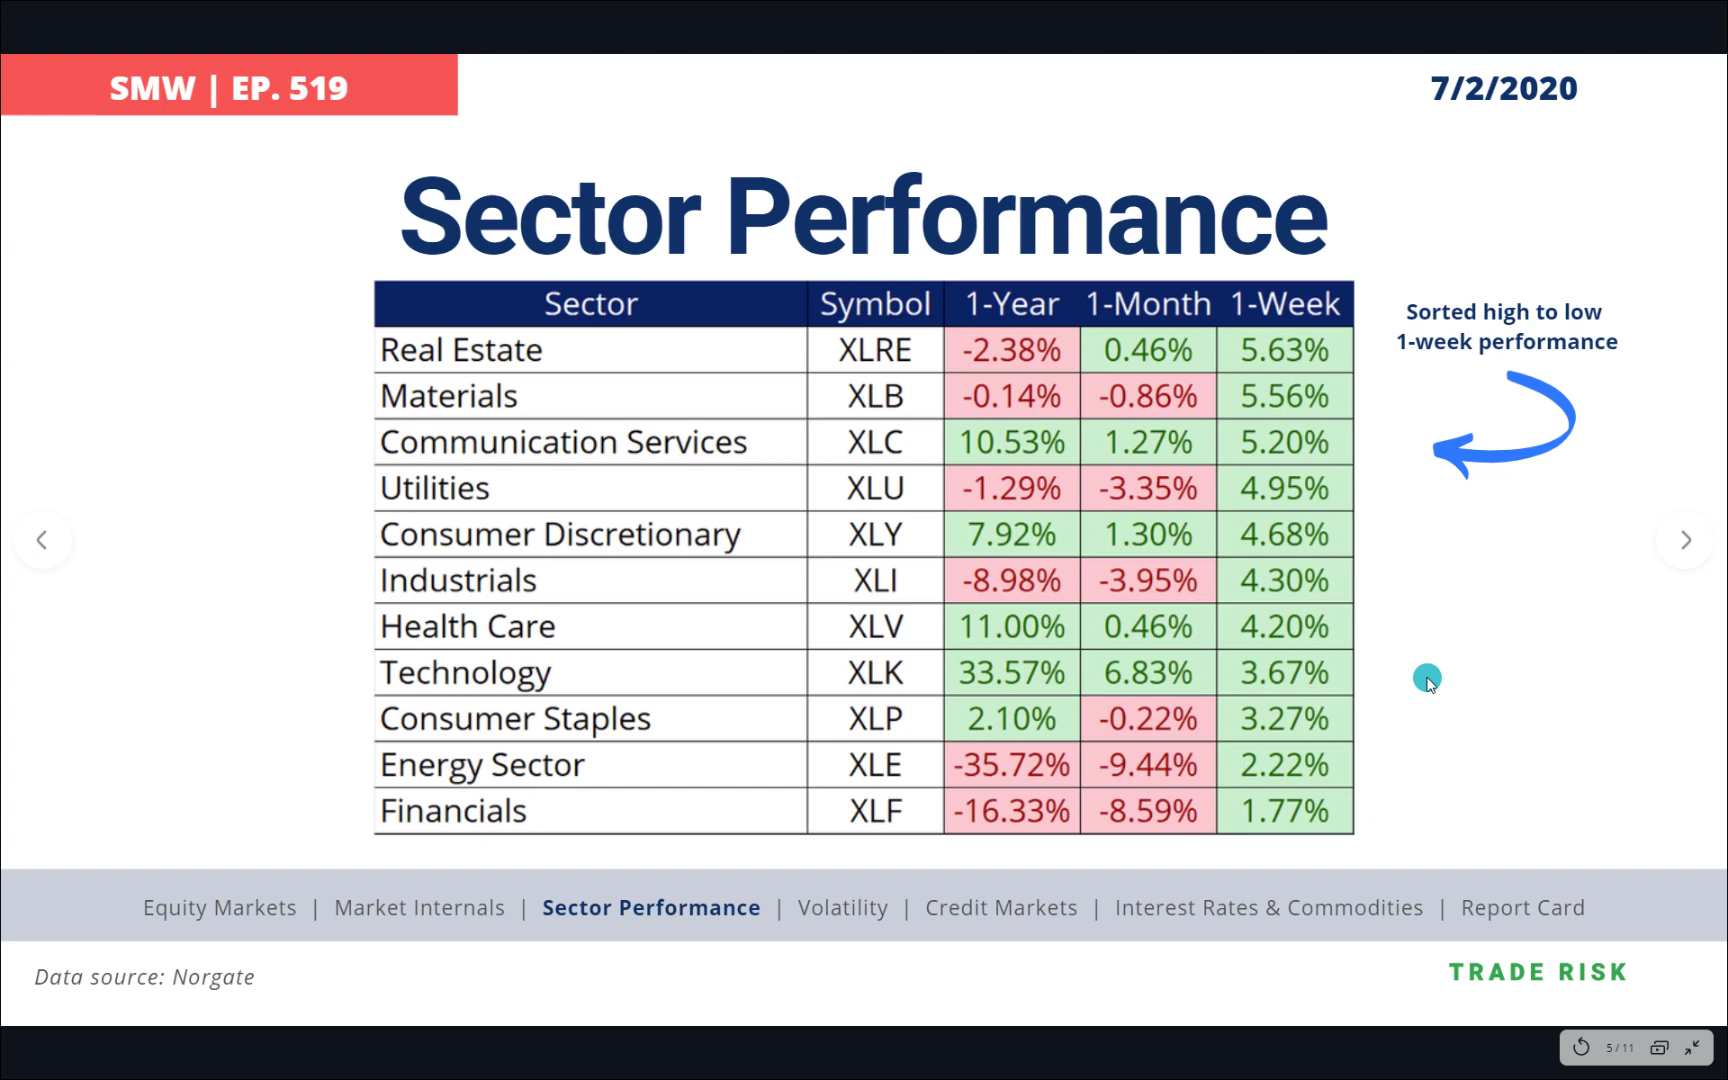 SMW | EP. 519
7/2/2020
Sector Performance
Sector Symbol 1-Year 1-Month 1-Week
Real Estate XLRE -2.38% 0.46% 5.63%
Materials XLB -0.14% -0.86% 5.56%
Communication Services XLC 10.53% 1.27% 5.20%
Utilities XLU -1.29% -3.35% 4.95%
Consumer Discretionary XLY 7.92% 1.30% 4.68%
Industrials XLI -8.98% -3.95% 4.30%
Health Care XLV 11.00% 0.46% 4.20%
Technology XLK 33.57% 6.83% 3.67%
Consumer Staples XLP 2.10% -0.22% 3.27%
Energy Sector XLE -35.72% -9.44% 2.22%
Financials XLF -16.33% -8.59% 1.77%
Sorted high to low
1-week performance
Equity Markets | Market Internals | Sector Performance | Volatility | Credit Markets | Interest Rates & Commodities | Report Card
Data source: Norgate
TRADE RISK
5/11